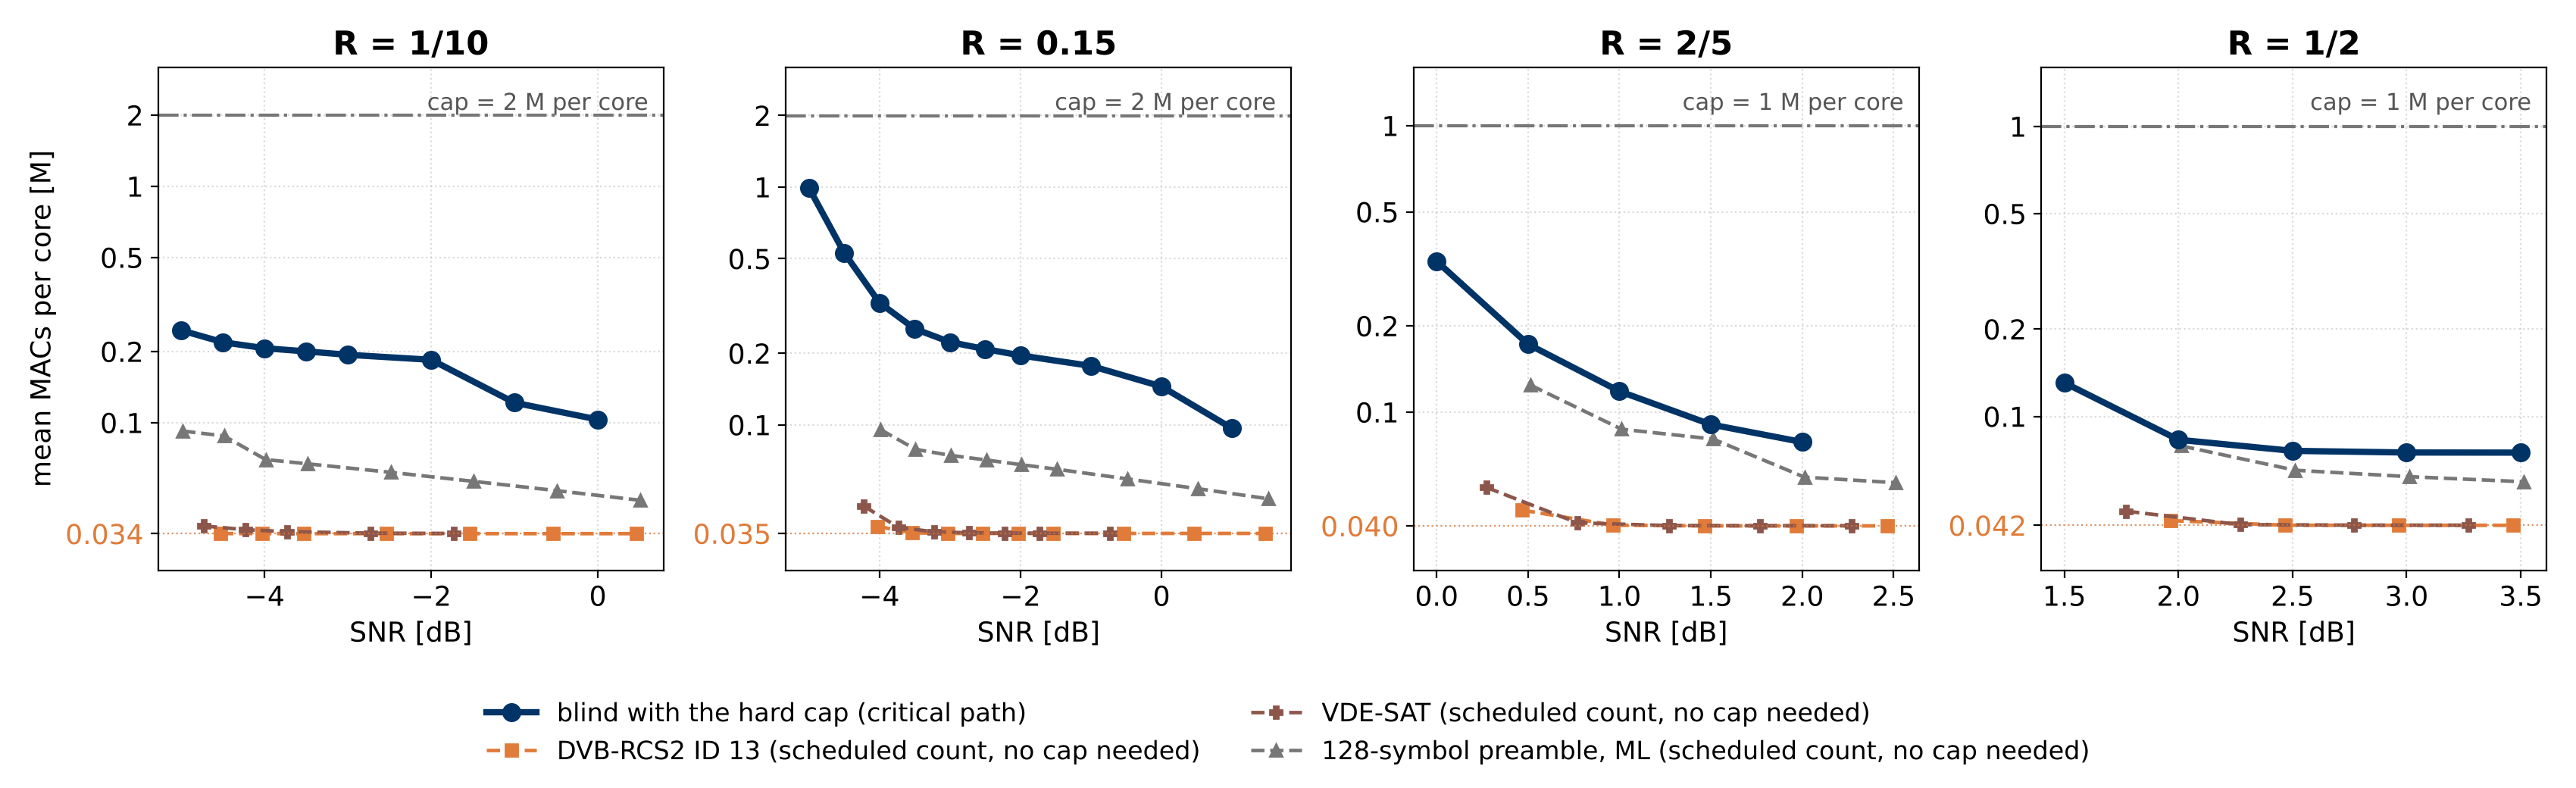 R = 1/10
R = 0.15
R = 2/5
R = 1/2
mean MACs per core [M]
cap = 2 M per core
2
1
0.5
0.2
0.1
0.034
−4
−2
0
SNR [dB]
cap = 2 M per core
2
1
0.5
0.2
0.1
0.035
−4
−2
0
SNR [dB]
cap = 1 M per core
1
0.5
0.2
0.1
0.040
0.0
0.5
1.0
1.5
2.0
2.5
SNR [dB]
cap = 1 M per core
1
0.5
0.2
0.1
0.042
1.5
2.0
2.5
3.0
3.5
SNR [dB]
blind with the hard cap (critical path)
DVB-RCS2 ID 13 (scheduled count, no cap needed)
VDE-SAT (scheduled count, no cap needed)
128-symbol preamble, ML (scheduled count, no cap needed)